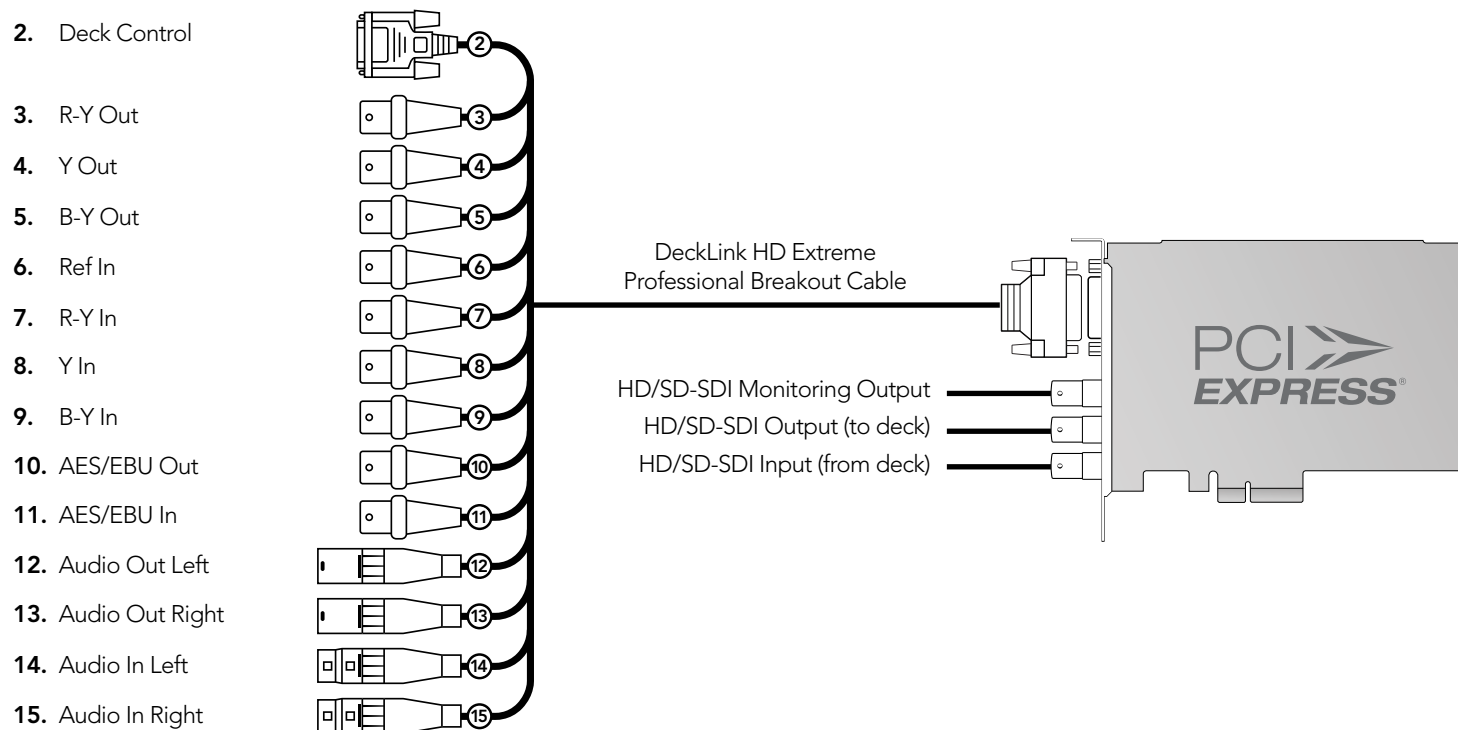 2. Deck Control
3. R-Y Out
4. Y Out
5. B-Y Out
6. Ref In
7. R-Y In
8. Y In
9. B-Y In
10. AES/EBU Out
11. AES/EBU In
12. Audio Out Left
13. Audio Out Right
14. Audio In Left
15. Audio In Right
2
3
4
5
6
7
8
9
10
11
12
13
14
15
DeckLink HD Extreme
Professional Breakout Cable
HD/SD-SDI Monitoring Output
HD/SD-SDI Output (to deck)
HD/SD-SDI Input (from deck)
PCI
EXPRESS®